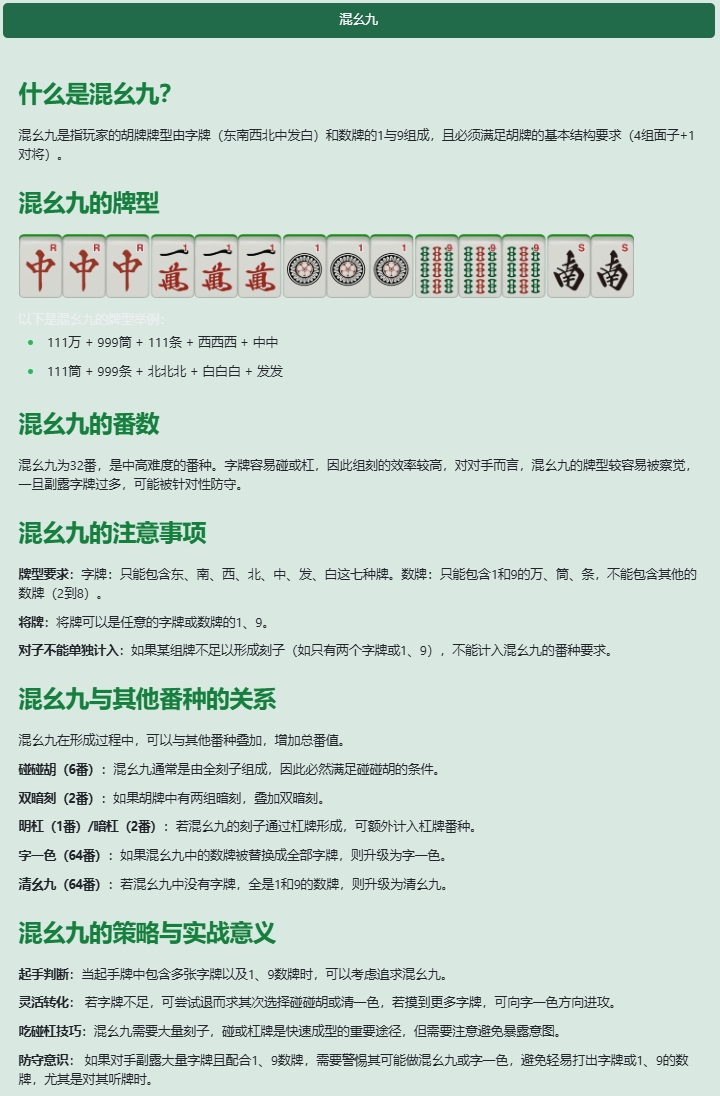 混幺九
什么是混幺九？
混幺九是指玩家的胡牌牌型由字牌（东南西北中发白）和数牌的1与9组成，且必须满足胡牌的基本结构要求（4组面子+1
对将）。
混幺九的牌型
R R R 1 1 1 1 1 1 9 9 9 S S
中 中 中 一萬 一萬 一萬 南 南
以下是混幺九的牌型举例：
111万 + 999筒 + 111条 + 西西西 + 中中
111筒 + 999条 + 北北北 + 白白白 + 发发
混幺九的番数
混幺九为32番，是中高难度的番种。字牌容易碰或杠，因此组刻的效率较高，对对手而言，混幺九的牌型较容易被察觉，
一旦副露字牌过多，可能被针对性防守。
混幺九的注意事项
牌型要求：字牌：只能包含东、南、西、北、中、发、白这七种牌。数牌：只能包含1和9的万、筒、条，不能包含其他的
数牌（2到8）。
将牌：将牌可以是任意的字牌或数牌的1、9。
对子不能单独计入：如果某组牌不足以形成刻子（如只有两个字牌或1、9），不能计入混幺九的番种要求。
混幺九与其他番种的关系
混幺九在形成过程中，可以与其他番种叠加，增加总番值。
碰碰胡（6番）：混幺九通常是由全刻子组成，因此必然满足碰碰胡的条件。
双暗刻（2番）：如果胡牌中有两组暗刻，叠加双暗刻。
明杠（1番）/暗杠（2番）：若混幺九的刻子通过杠牌形成，可额外计入杠牌番种。
字一色（64番）：如果混幺九中的数牌被替换成全部字牌，则升级为字一色。
清幺九（64番）：若混幺九中没有字牌，全是1和9的数牌，则升级为清幺九。
混幺九的策略与实战意义
起手判断：当起手牌中包含多张字牌以及1、9数牌时，可以考虑追求混幺九。
灵活转化： 若字牌不足，可尝试退而求其次选择碰碰胡或清一色，若摸到更多字牌，可向字一色方向进攻。
吃碰杠技巧：混幺九需要大量刻子，碰或杠牌是快速成型的重要途径，但需要注意避免暴露意图。
防守意识： 如果对手副露大量字牌且配合1、9数牌，需要警惕其可能做混幺九或字一色，避免轻易打出字牌或1、9的数
牌，尤其是对其听牌时。